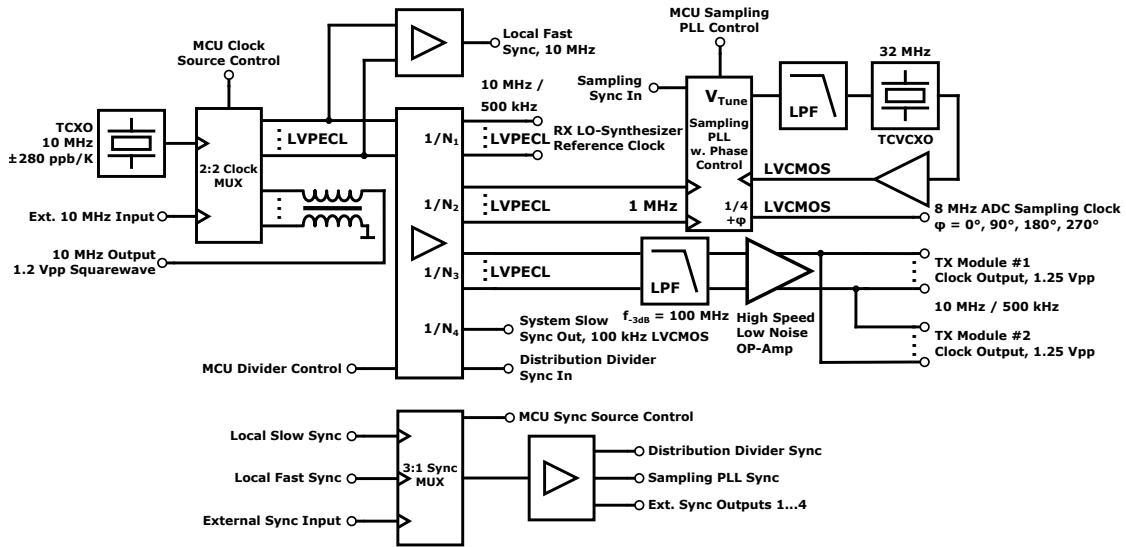 MCU Clock
Source Control
Local Fast
Sync, 10 MHz
MCU Sampling
PLL Control
TCXO
10 MHz
±280 ppb/K
2:2 Clock
MUX
LVPECL
Ext. 10 MHz Input
10 MHz Output
1.2 Vpp Squarewave
MCU Divider Control
1/N1
1/N2
1/N3
1/N4
10 MHz /
500 kHz
LVPECL
RX LO-Synthesizer
Reference Clock
LVPECL
1 MHz
LVPECL
Sampling
Sync In
VTune
Sampling
PLL
w. Phase
Control
1/4
+φ
LPF
32 MHz
TCVCXO
LVCMOS
LVCMOS
8 MHz ADC Sampling Clock
φ = 0°, 90°, 180°, 270°
LPF
f-3dB = 100 MHz
High Speed
Low Noise
OP-Amp
TX Module #1
Clock Output, 1.25 Vpp
10 MHz / 500 kHz
TX Module #2
Clock Output, 1.25 Vpp
System Slow
Sync Out, 100 kHz LVCMOS
Distribution Divider
Sync In
MCU Sync Source Control
Local Slow Sync
Local Fast Sync
External Sync Input
3:1 Sync
MUX
Distribution Divider Sync
Sampling PLL Sync
Ext. Sync Outputs 1...4